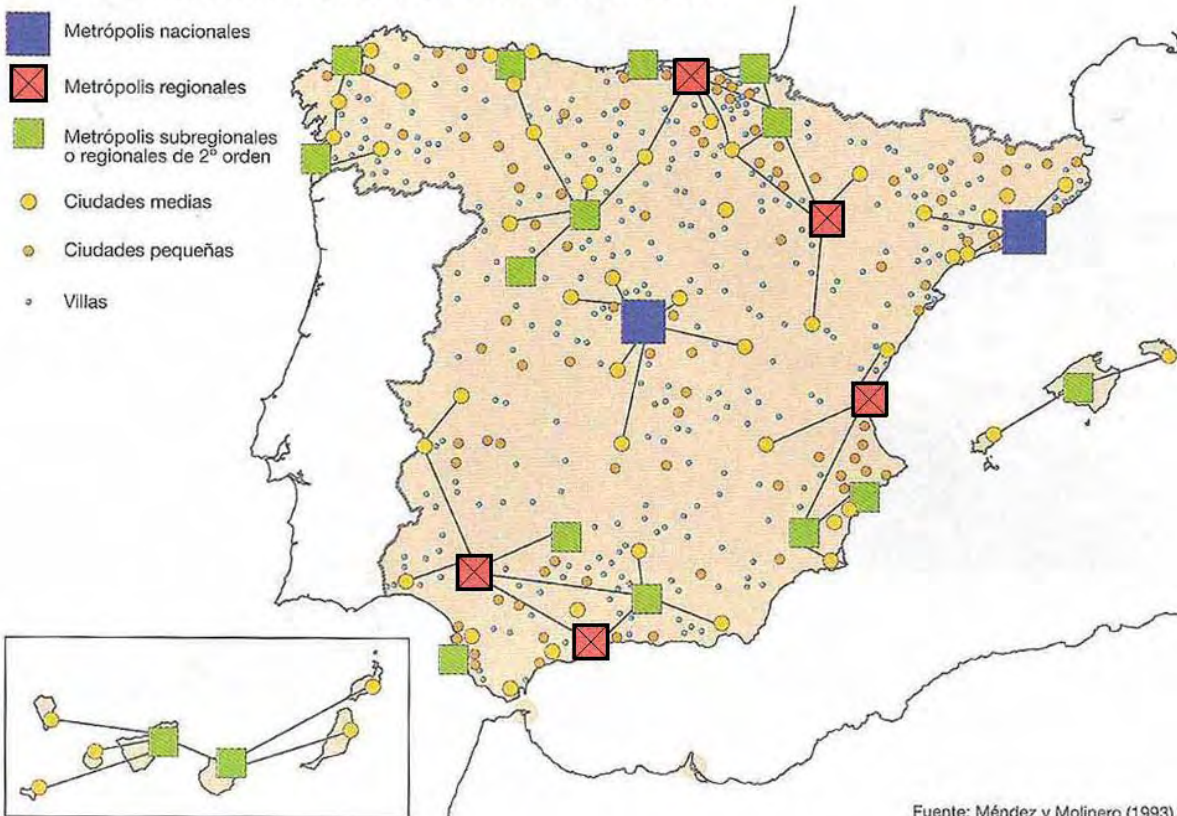 Metrópolis nacionales
Metrópolis regionales
Metrópolis subregionales
o regionales de 2º orden
Ciudades medias
Ciudades pequeñas
Villas
Fuente: Méndez y Molinero (1993)